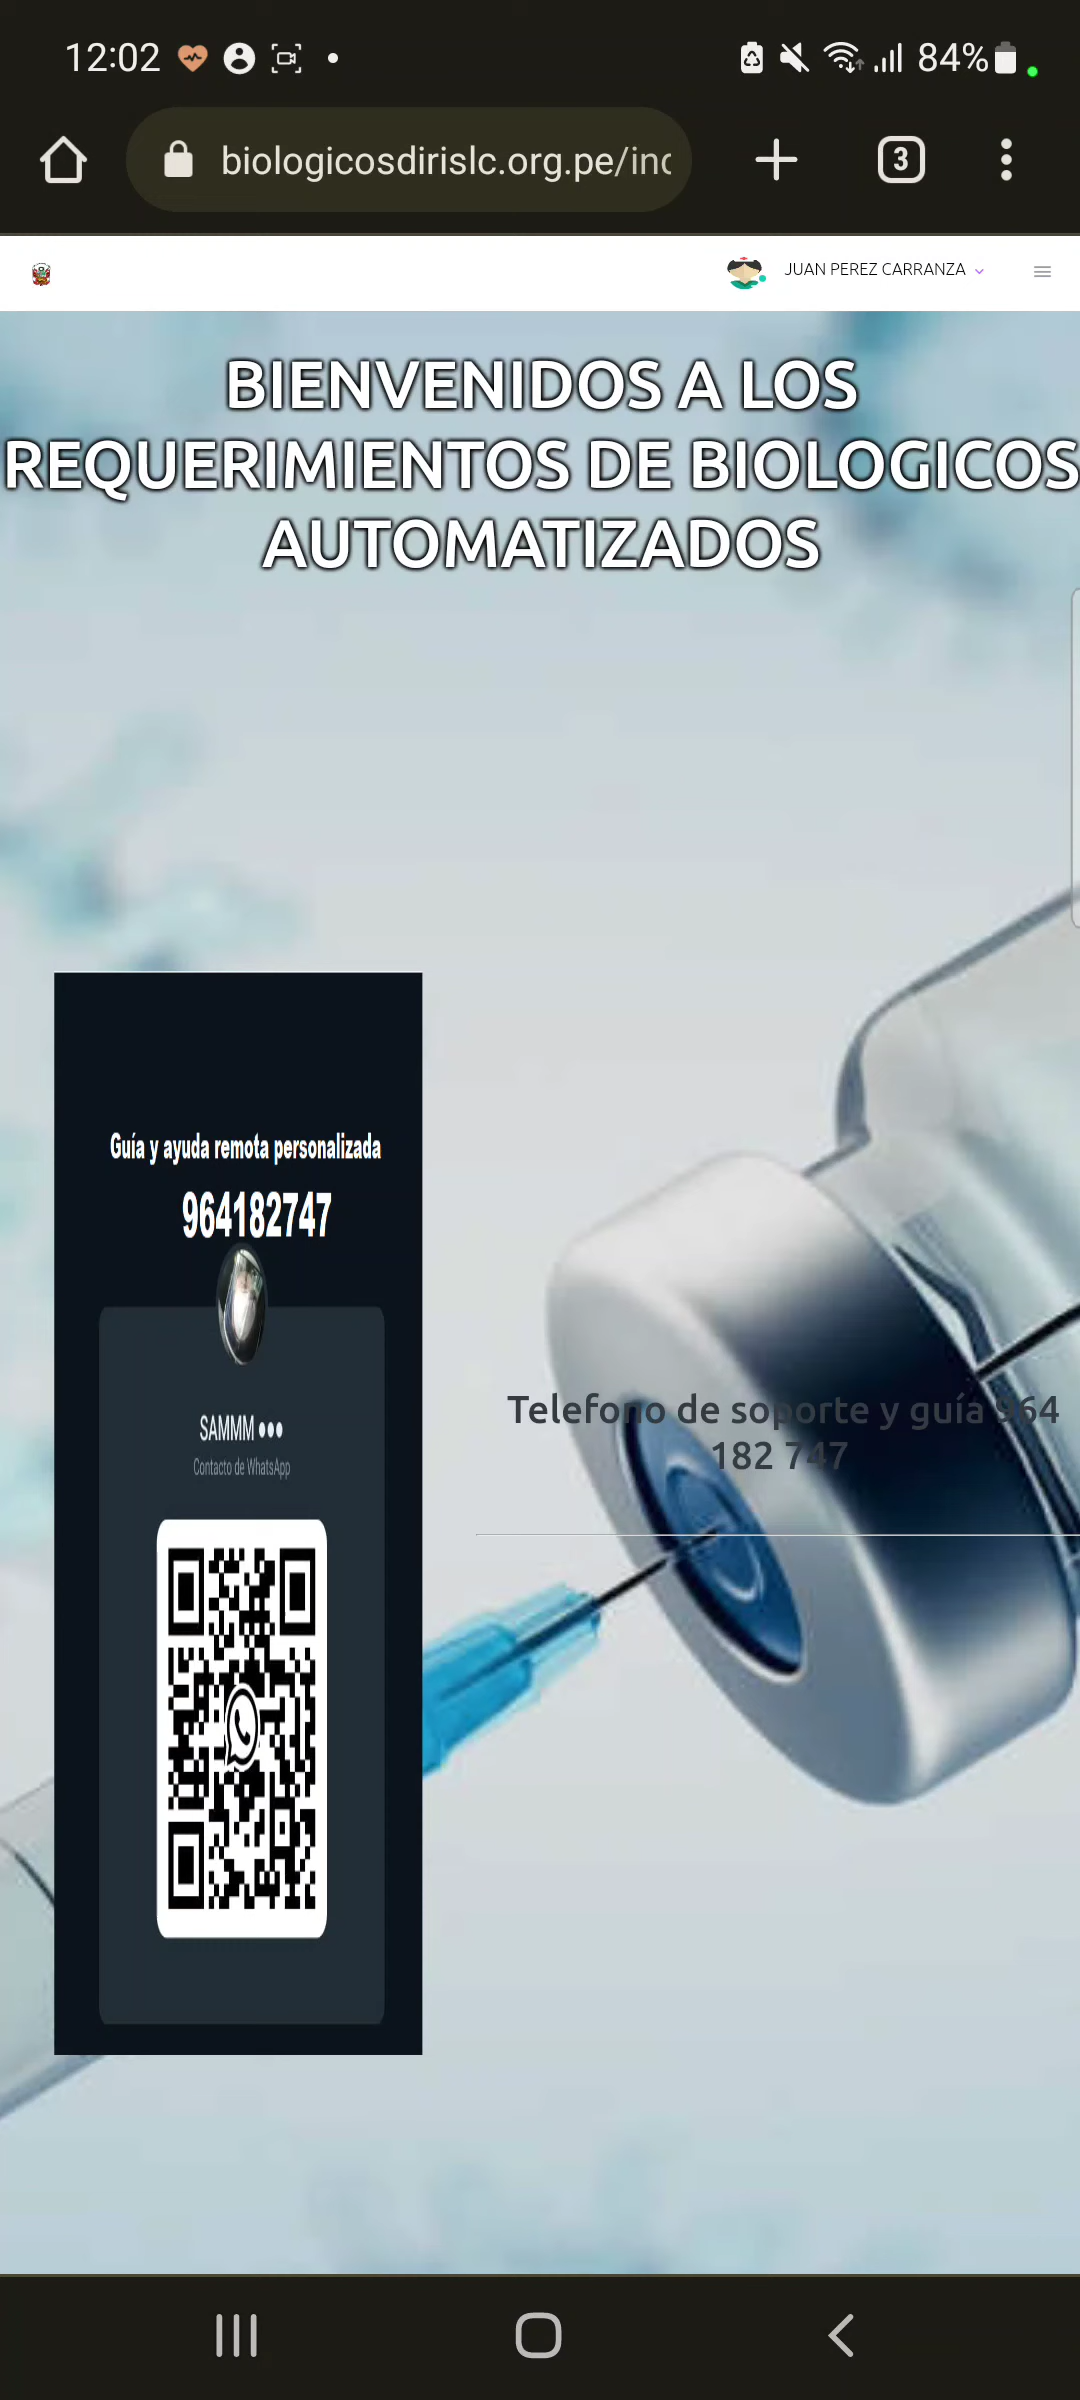 12:02
84%
biologicosdirislc.org.pe/inc
3
JUAN PEREZ CARRANZA
BIENVENIDOS A LOS
REQUERIMIENTOS DE BIOLOGICOS
AUTOMATIZADOS
Guía y ayuda remota personalizada
964182747
SAMMM •••
Contacto de WhatsApp
Telefono de soporte y guía 964
182 747